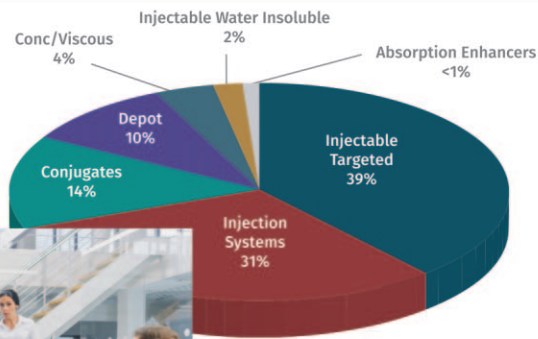 Injectable Water Insoluble
2%
Conc/Viscous
4%
Absorption Enhancers
<1%
Depot
10%
Injectable
Targeted
39%
Conjugates
14%
Injection
Systems
31%